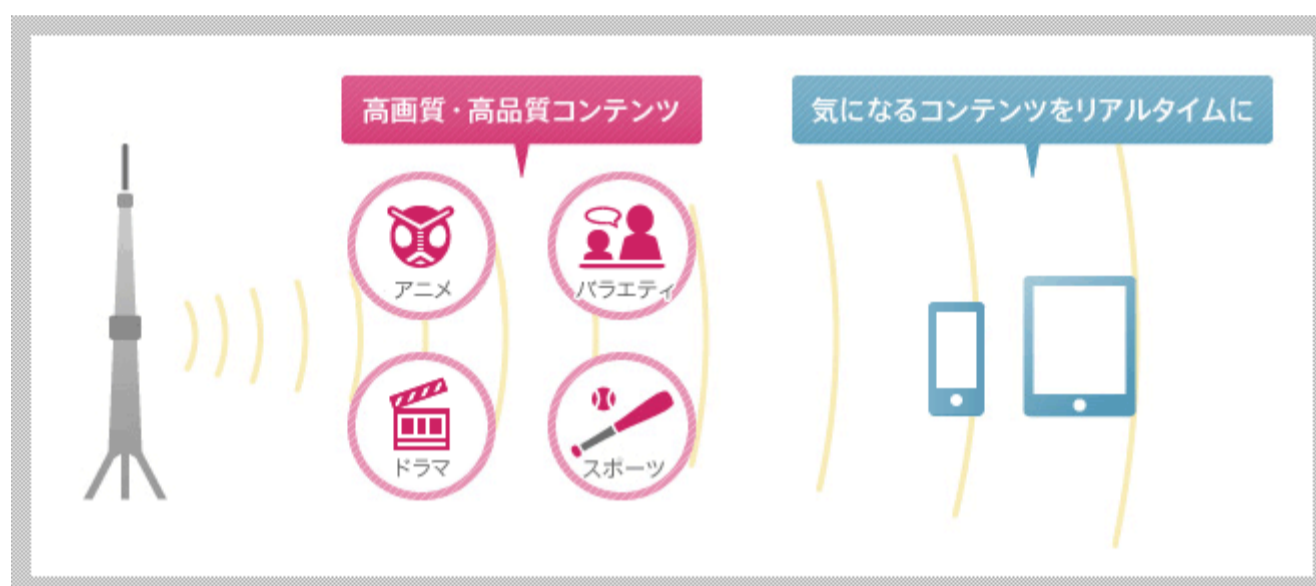 高画質・高品質コンテンツ
気になるコンテンツをリアルタイムに
アニメ
バラエティ
ドラマ
スポーツ